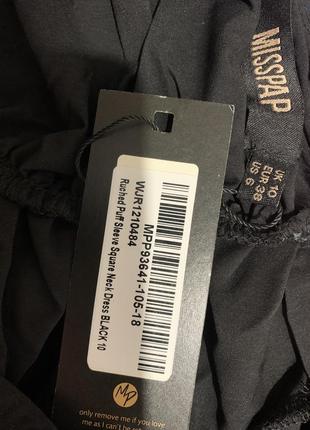 MISSPAP
UK 10
EUR 38
US 6
MPP93641-105-18
WJR1210484
Ruched Puff Sleeve Square Neck Dress BLACK 10
MP
only remove me if you love
me as I can't be